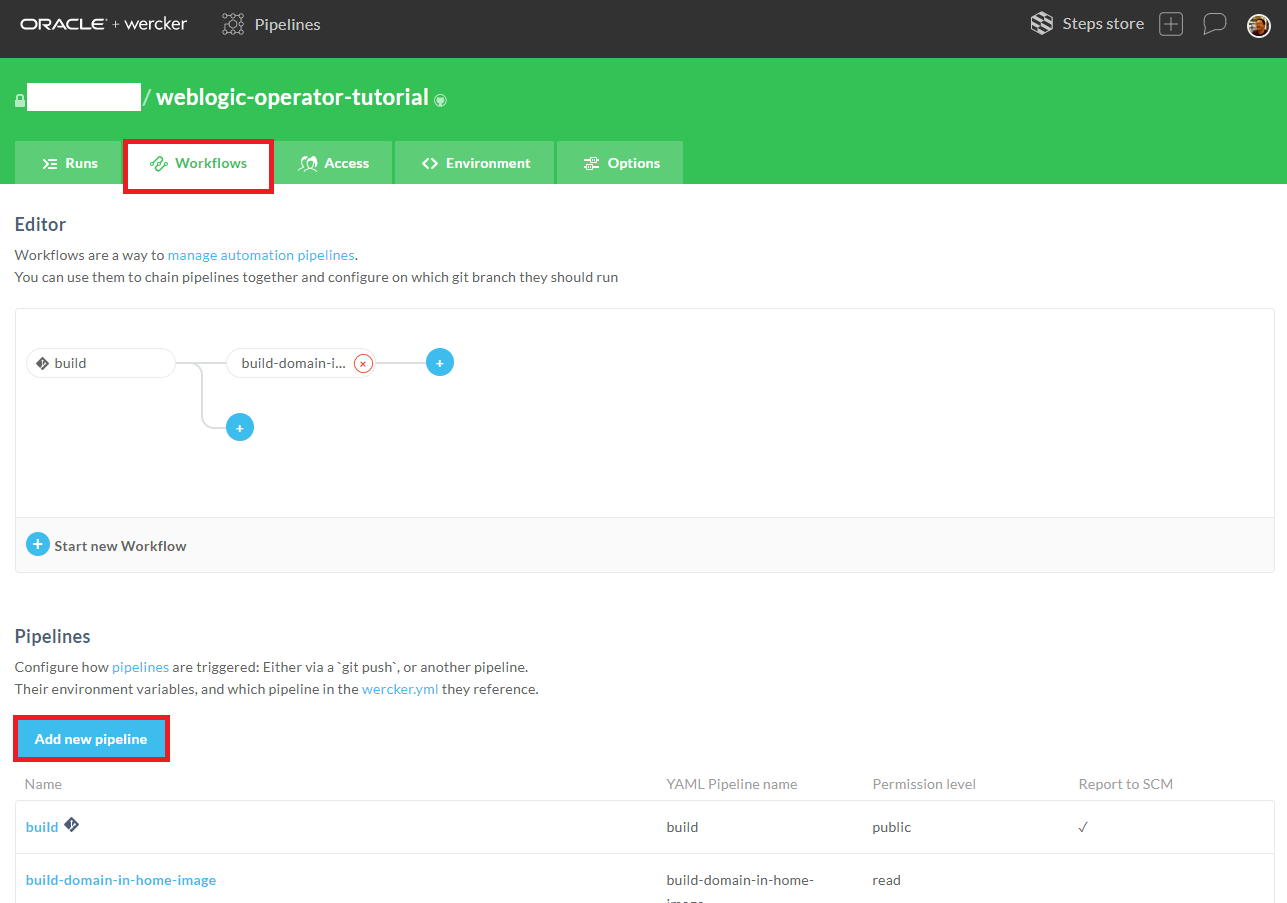 ORACLE + wercker Pipelines Steps store
/ weblogic-operator-tutorial
Runs Workflows Access Environment Options
Editor
Workflows are a way to manage automation pipelines.
You can use them to chain pipelines together and configure on which git branch they should run
build build-domain-i...
Start new Workflow
Pipelines
Configure how pipelines are triggered: Either via a `git push`, or another pipeline.
Their environment variables, and which pipeline in the wercker.yml they reference.
Add new pipeline
Name YAML Pipeline name Permission level Report to SCM
build build public ✓
build-domain-in-home-image build-domain-in-home- read